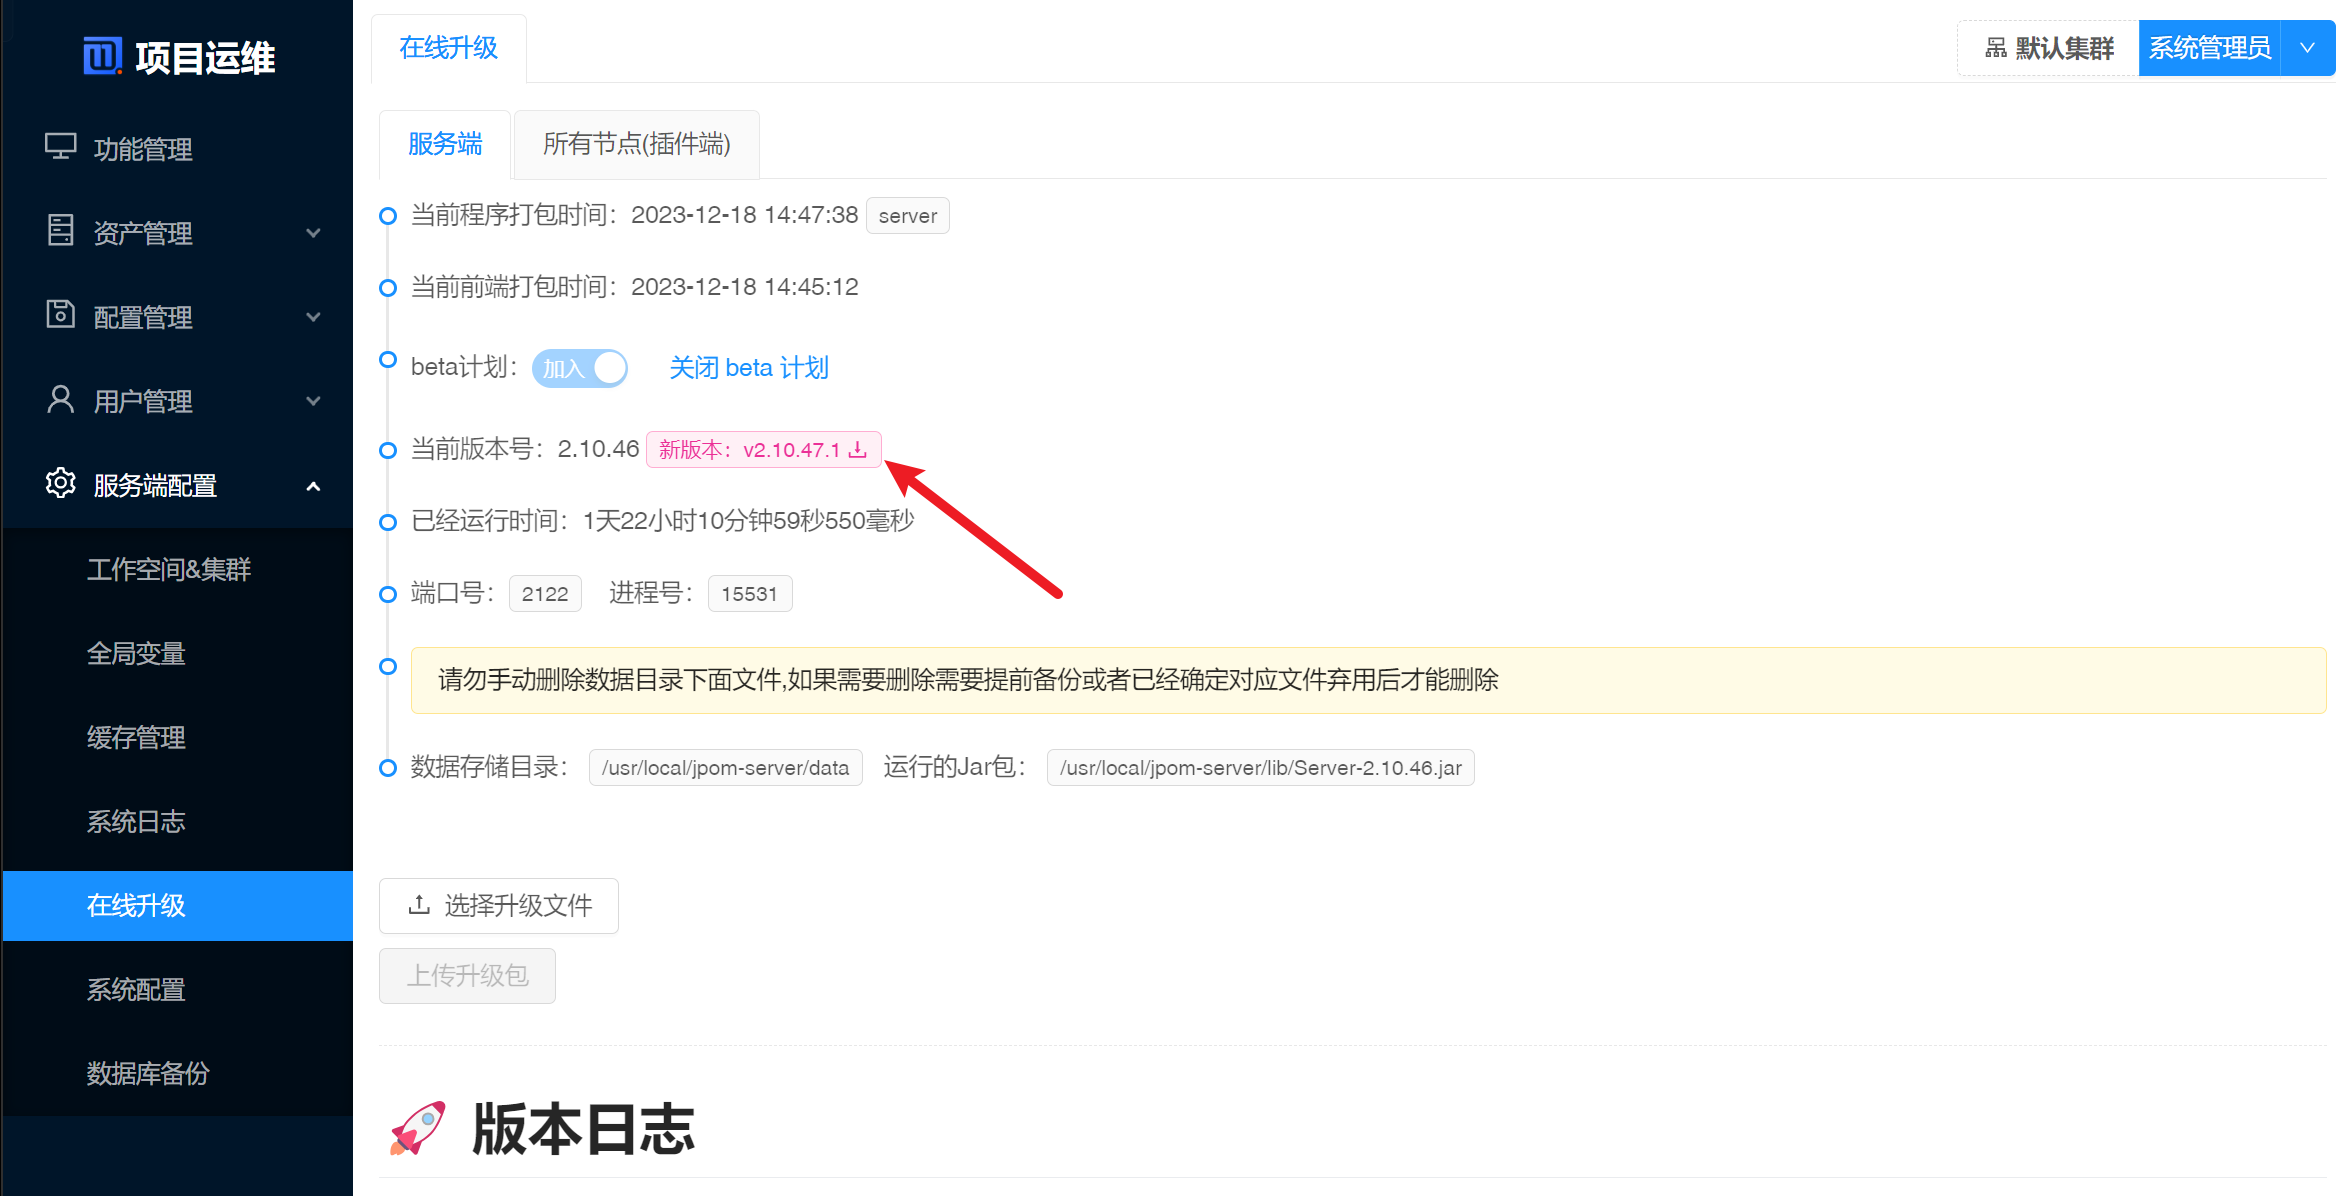 项目运维
功能管理
资产管理
配置管理
用户管理
服务端配置
工作空间&集群
全局变量
缓存管理
系统日志
在线升级
系统配置
数据库备份
在线升级
默认集群
系统管理员
服务端
所有节点(插件端)
当前程序打包时间：2023-12-18 14:47:38 server
当前前端打包时间：2023-12-18 14:45:12
beta计划： 加入 关闭 beta 计划
当前版本号：2.10.46 新版本：v2.10.47.1
已经运行时间：1天22小时10分钟59秒550毫秒
端口号： 2122 进程号： 15531
请勿手动删除数据目录下面文件,如果需要删除需要提前备份或者已经确定对应文件弃用后才能删除
数据存储目录： /usr/local/jpom-server/data 运行的Jar包： /usr/local/jpom-server/lib/Server-2.10.46.jar
选择升级文件
上传升级包
🚀 版本日志